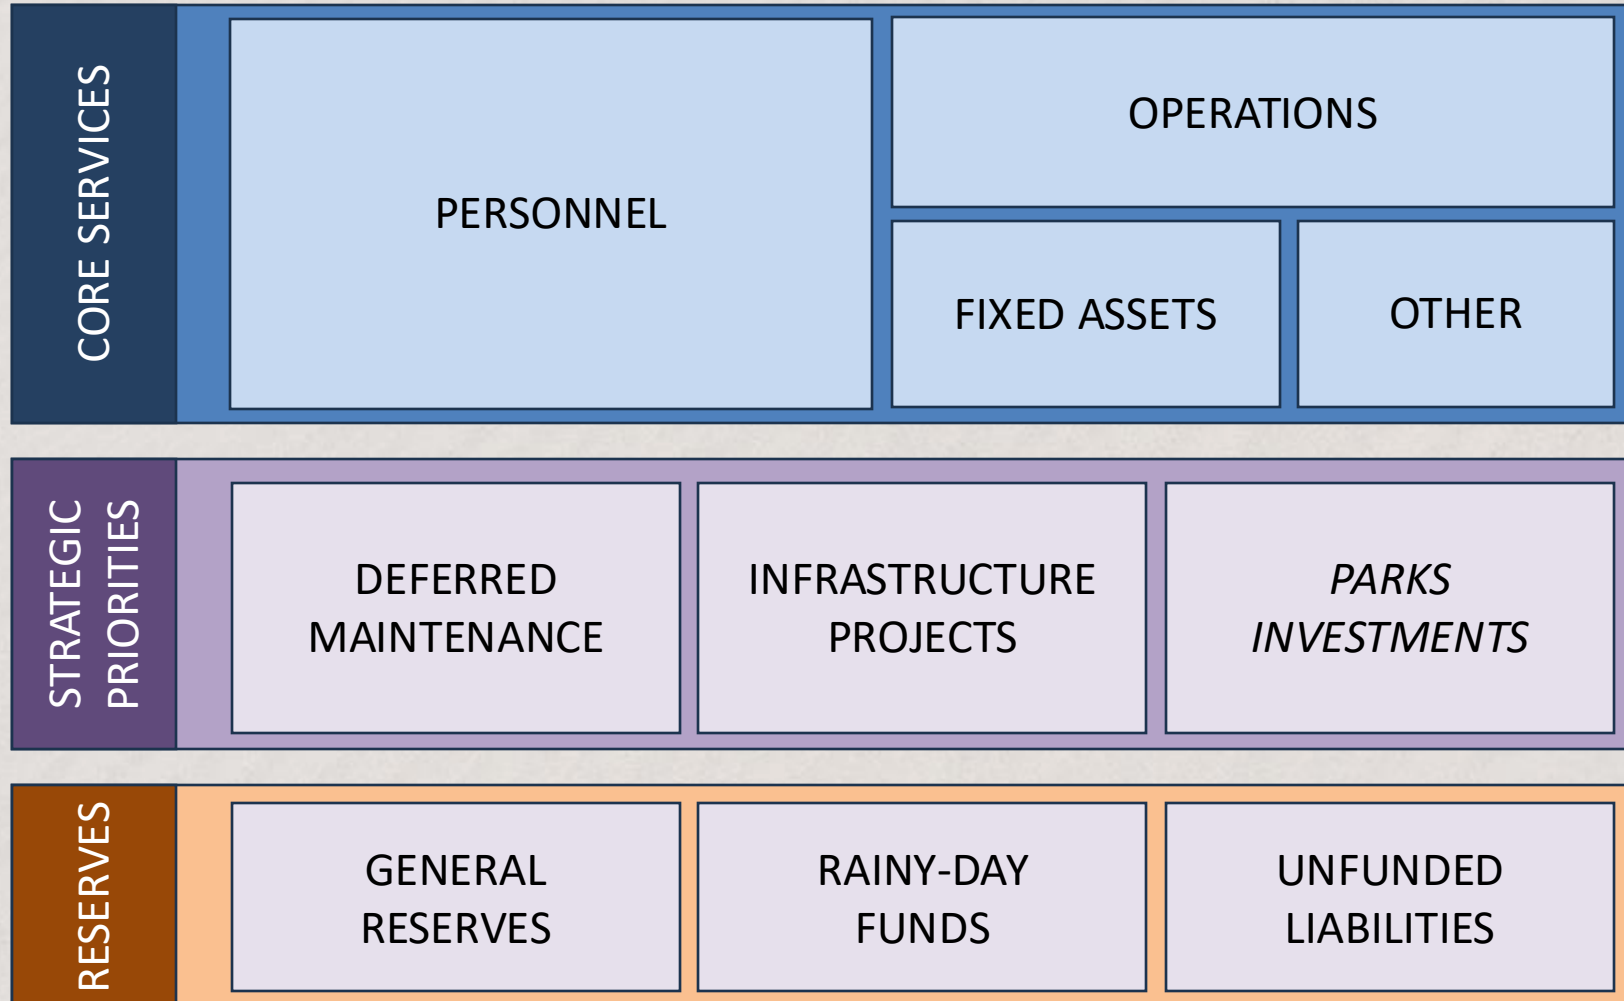 CORE SERVICES
PERSONNEL
OPERATIONS
FIXED ASSETS
OTHER
STRATEGIC
PRIORITIES
DEFERRED
MAINTENANCE
INFRASTRUCTURE
PROJECTS
PARKS
INVESTMENTS
RESERVES
GENERAL
RESERVES
RAINY-DAY
FUNDS
UNFUNDED
LIABILITIES